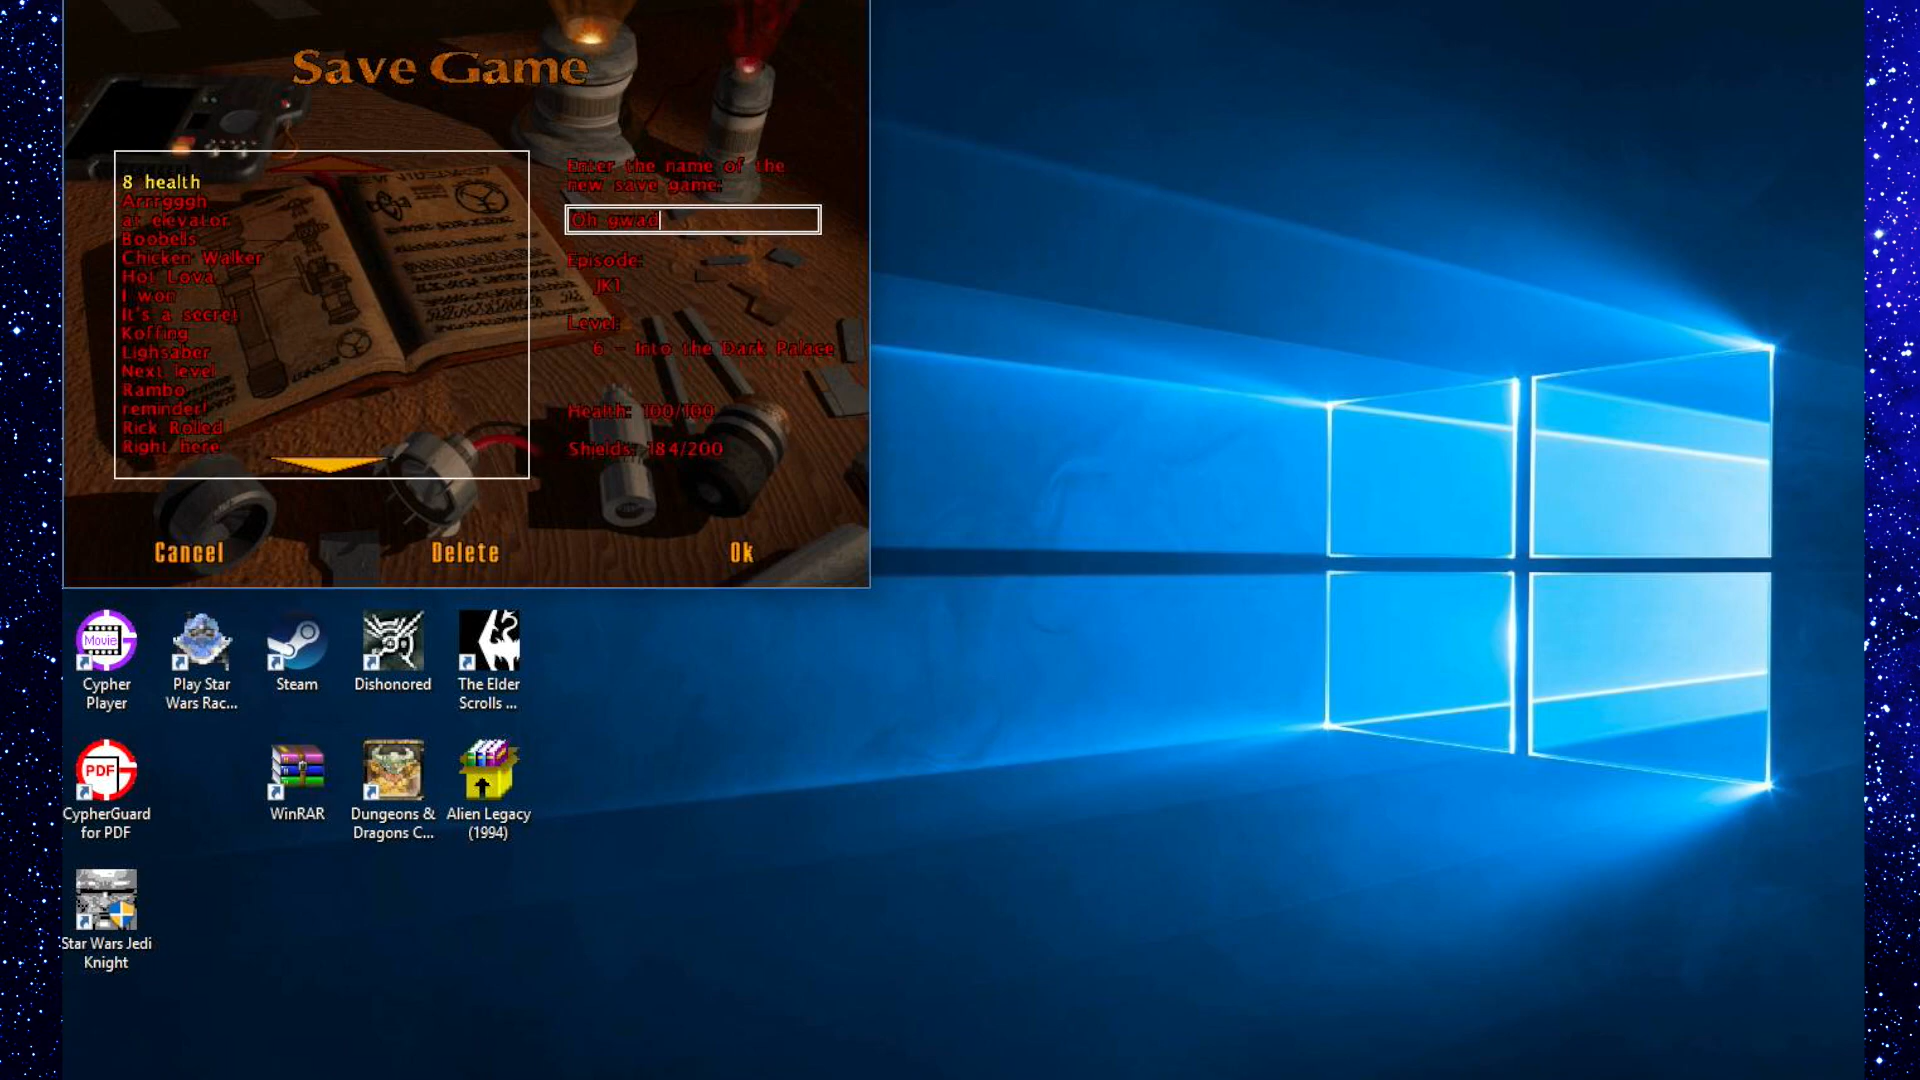 Save Game
8 health
Arrrgggh
at elevator
Boobells
Chicken Walker
Hot Lova
I won
It's a secret
Koffing
Lighsaber
Next level
Rambo
reminder!
Rick Rolled
Right here
Enter the name of the
new save game:
Oh gwad
Episode:
JK1
Level:
6 - Into the Dark Palace
Health: 100/100
Shields: 184/200
Cancel
Delete
Ok
Movie
Cypher
Player
Play Star
Wars Rac...
Steam
Dishonored
The Elder
Scrolls ...
PDF
CypherGuard
for PDF
WinRAR
Dungeons &
Dragons C...
Alien Legacy
(1994)
Star Wars Jedi
Knight